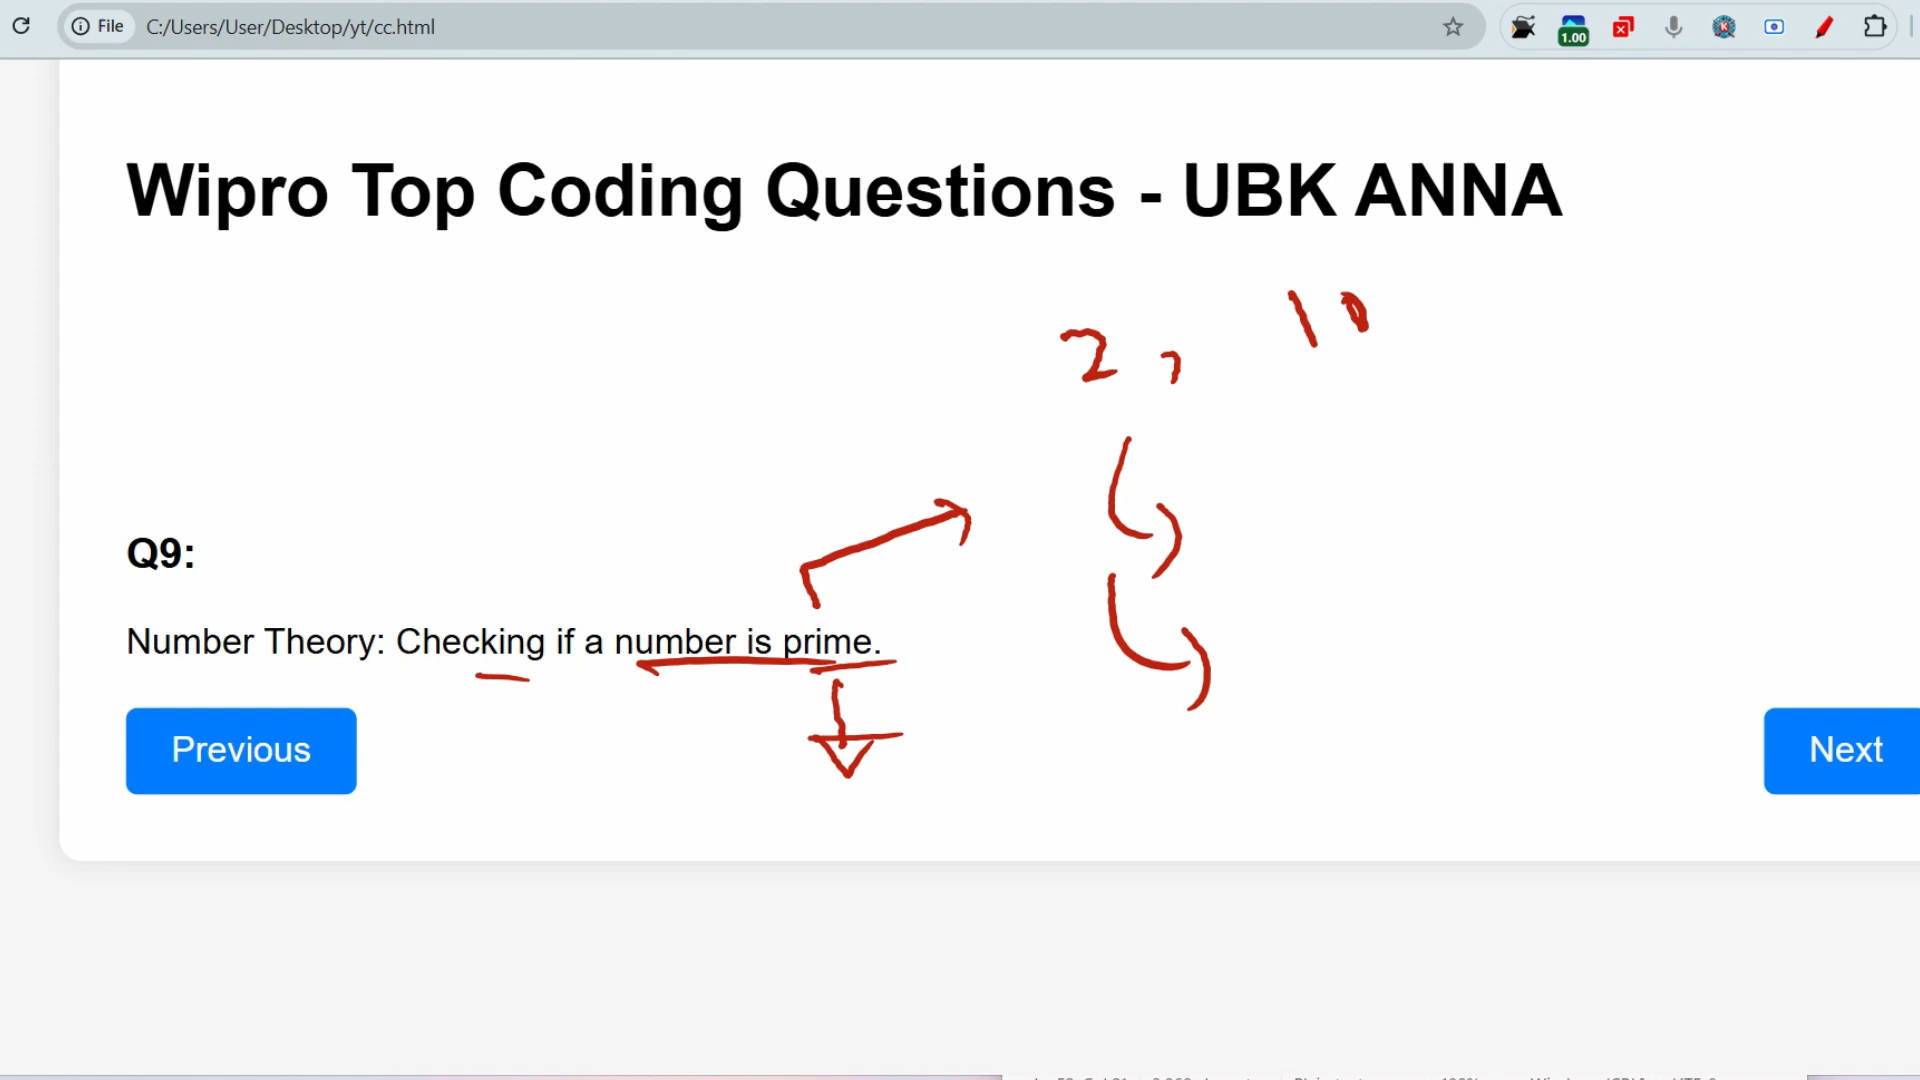 File C:/Users/User/Desktop/yt/cc.html
1.00
Wipro Top Coding Questions - UBK ANNA
2, 10
Q9:
Number Theory: Checking if a number is prime.
Previous
Next